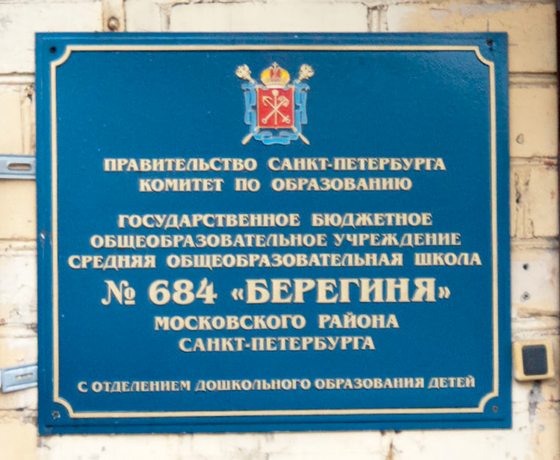 ПРАВИТЕЛЬСТВО САНКТ-ПЕТЕРБУРГА
КОМИТЕТ ПО ОБРАЗОВАНИЮ
ГОСУДАРСТВЕННОЕ БЮДЖЕТНОЕ
ОБЩЕОБРАЗОВАТЕЛЬНОЕ УЧРЕЖДЕНИЕ
СРЕДНЯЯ ОБЩЕОБРАЗОВАТЕЛЬНАЯ ШКОЛА
№ 684 «БЕРЕГИНЯ»
МОСКОВСКОГО РАЙОНА
САНКТ-ПЕТЕРБУРГА
С ОТДЕЛЕНИЕМ ДОШКОЛЬНОГО ОБРАЗОВАНИЯ ДЕТЕЙ